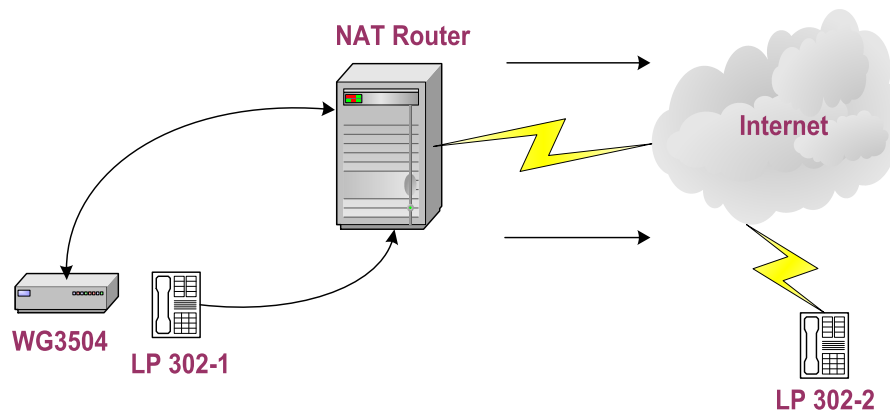 NAT Router
Internet
WG3504
LP 302-1
LP 302-2